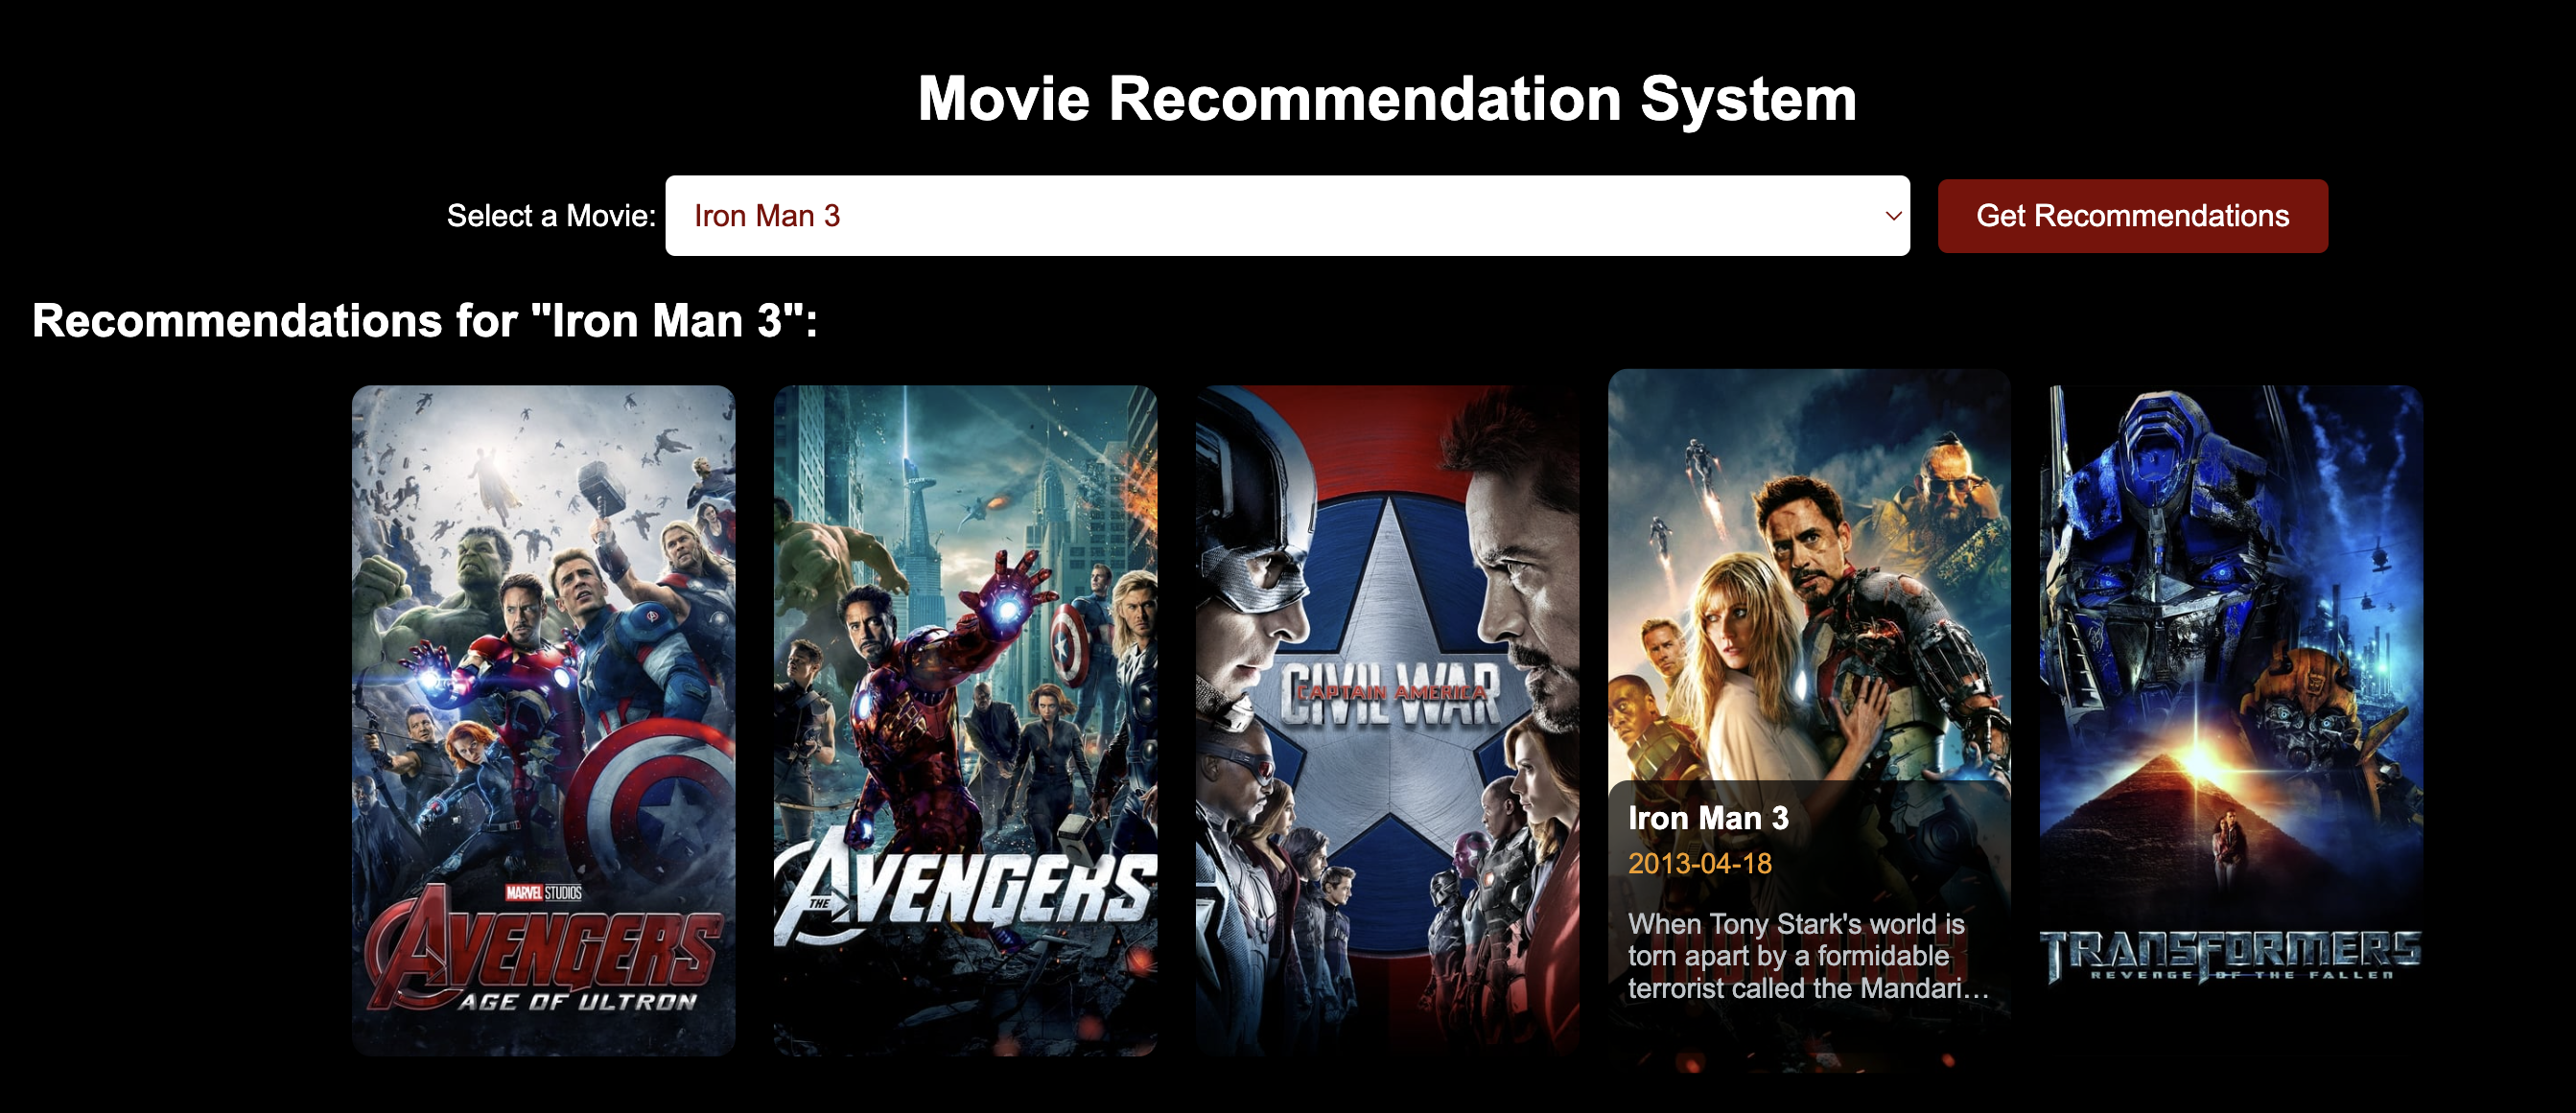 Movie Recommendation System
Select a Movie: Iron Man 3 Get Recommendations
Recommendations for "Iron Man 3":
MARVEL STUDIOS
AVENGERS
AGE OF ULTRON
THE AVENGERS
CAPTAIN AMERICA
CIVIL WAR
Iron Man 3
2013-04-18
When Tony Stark's world is
torn apart by a formidable
terrorist called the Mandari…
TRANSFORMERS
REVENGE OF THE FALLEN